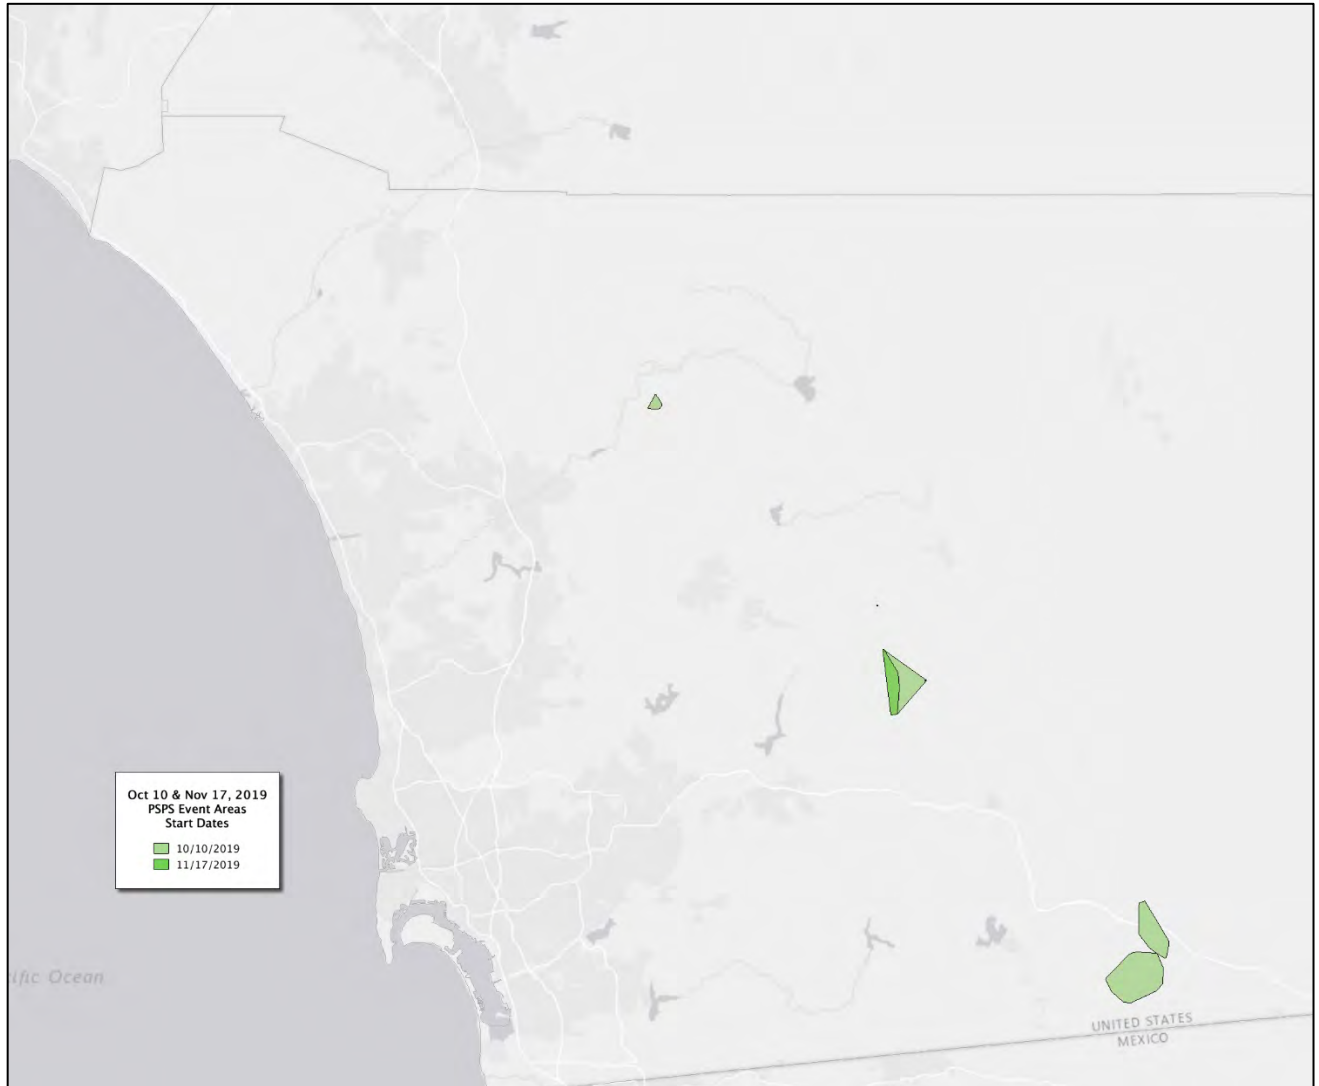 Oct 10 & Nov 17, 2019
PSPS Event Areas
Start Dates
10/10/2019
11/17/2019
ific Ocean
UNITED STATES
MEXICO